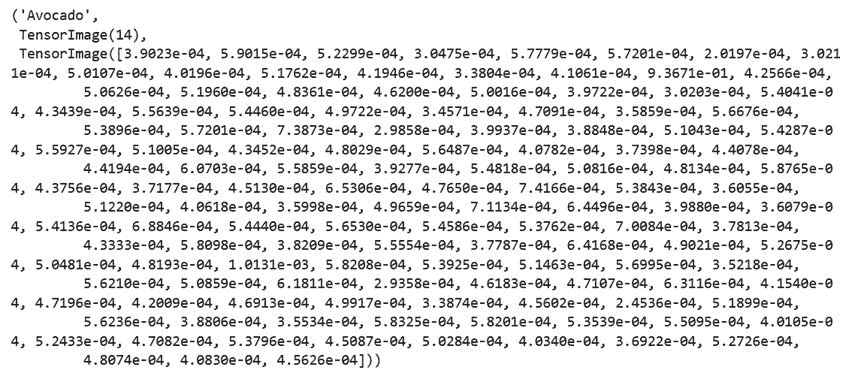 ('Avocado',
TensorImage(14),
TensorImage([3.9023e-04, 5.9015e-04, 5.2299e-04, 3.0475e-04, 5.7779e-04, 5.7201e-04, 2.0197e-04, 3.021
1e-04, 5.0107e-04, 4.0196e-04, 5.1762e-04, 4.1946e-04, 3.3804e-04, 4.1061e-04, 9.3671e-01, 4.2566e-04,
5.0626e-04, 5.1960e-04, 4.8361e-04, 4.6200e-04, 5.0016e-04, 3.9722e-04, 3.0203e-04, 5.4041e-0
4, 4.3439e-04, 5.5639e-04, 5.4460e-04, 4.9722e-04, 3.4571e-04, 4.7091e-04, 3.5859e-04, 5.6676e-04,
5.3896e-04, 5.7201e-04, 7.3873e-04, 2.9858e-04, 3.9937e-04, 3.8848e-04, 5.1043e-04, 5.4287e-0
4, 5.5927e-04, 5.1005e-04, 4.3452e-04, 4.8029e-04, 5.6487e-04, 4.0782e-04, 3.7398e-04, 4.4078e-04,
4.4194e-04, 6.0703e-04, 5.5859e-04, 3.9277e-04, 5.4818e-04, 5.0816e-04, 4.8134e-04, 5.8765e-0
4, 4.3756e-04, 3.7177e-04, 4.5130e-04, 6.5306e-04, 4.7650e-04, 7.4166e-04, 5.3843e-04, 3.6055e-04,
5.1220e-04, 4.0618e-04, 3.5998e-04, 4.9659e-04, 7.1134e-04, 6.4496e-04, 3.9880e-04, 3.6079e-0
4, 5.4136e-04, 6.8846e-04, 5.4440e-04, 5.6530e-04, 5.4586e-04, 5.3762e-04, 7.0084e-04, 3.7813e-04,
4.3333e-04, 5.8098e-04, 3.8209e-04, 5.5554e-04, 3.7787e-04, 6.4168e-04, 4.9021e-04, 5.2675e-0
4, 5.0481e-04, 4.8193e-04, 1.0131e-03, 5.8208e-04, 5.3925e-04, 5.1463e-04, 5.6995e-04, 3.5218e-04,
5.6210e-04, 5.0859e-04, 6.1811e-04, 2.9358e-04, 4.6183e-04, 4.7107e-04, 6.3116e-04, 4.1540e-0
4, 4.7196e-04, 4.2009e-04, 4.6913e-04, 4.9917e-04, 3.3874e-04, 4.5602e-04, 2.4536e-04, 5.1899e-04,
5.6236e-04, 3.8806e-04, 3.5534e-04, 5.8325e-04, 5.8201e-04, 5.3539e-04, 5.5095e-04, 4.0105e-0
4, 5.2433e-04, 4.7082e-04, 5.3796e-04, 4.5087e-04, 5.0284e-04, 4.0340e-04, 3.6922e-04, 5.2726e-04,
4.8074e-04, 4.0830e-04, 4.5626e-04]))